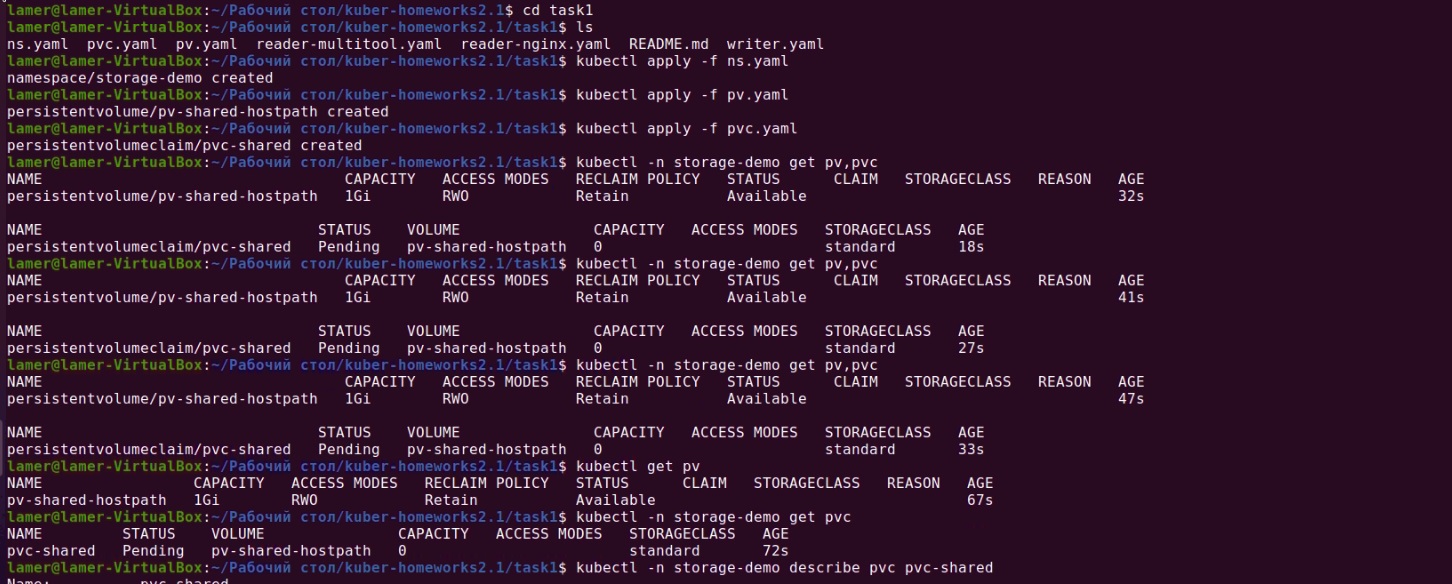 lamer@lamer-VirtualBox:~/Рабочий стол/kuber-homeworks2.1$ cd task1
lamer@lamer-VirtualBox:~/Рабочий стол/kuber-homeworks2.1/task1$ ls
ns.yaml  pvc.yaml  pv.yaml  reader-multitool.yaml  reader-nginx.yaml  README.md  writer.yaml
lamer@lamer-VirtualBox:~/Рабочий стол/kuber-homeworks2.1/task1$ kubectl apply -f ns.yaml
namespace/storage-demo created
lamer@lamer-VirtualBox:~/Рабочий стол/kuber-homeworks2.1/task1$ kubectl apply -f pv.yaml
persistentvolume/pv-shared-hostpath created
lamer@lamer-VirtualBox:~/Рабочий стол/kuber-homeworks2.1/task1$ kubectl apply -f pvc.yaml
persistentvolumeclaim/pvc-shared created
lamer@lamer-VirtualBox:~/Рабочий стол/kuber-homeworks2.1/task1$ kubectl -n storage-demo get pv,pvc
NAME                                  CAPACITY   ACCESS MODES   RECLAIM POLICY   STATUS      CLAIM   STORAGECLASS   REASON   AGE
persistentvolume/pv-shared-hostpath   1Gi        RWO            Retain           Available                                   32s

NAME                               STATUS    VOLUME               CAPACITY   ACCESS MODES   STORAGECLASS   AGE
persistentvolumeclaim/pvc-shared   Pending   pv-shared-hostpath   0                         standard       18s
lamer@lamer-VirtualBox:~/Рабочий стол/kuber-homeworks2.1/task1$ kubectl -n storage-demo get pv,pvc
NAME                                  CAPACITY   ACCESS MODES   RECLAIM POLICY   STATUS      CLAIM   STORAGECLASS   REASON   AGE
persistentvolume/pv-shared-hostpath   1Gi        RWO            Retain           Available                                   41s

NAME                               STATUS    VOLUME               CAPACITY   ACCESS MODES   STORAGECLASS   AGE
persistentvolumeclaim/pvc-shared   Pending   pv-shared-hostpath   0                         standard       27s
lamer@lamer-VirtualBox:~/Рабочий стол/kuber-homeworks2.1/task1$ kubectl -n storage-demo get pv,pvc
NAME                                  CAPACITY   ACCESS MODES   RECLAIM POLICY   STATUS      CLAIM   STORAGECLASS   REASON   AGE
persistentvolume/pv-shared-hostpath   1Gi        RWO            Retain           Available                                   47s

NAME                               STATUS    VOLUME               CAPACITY   ACCESS MODES   STORAGECLASS   AGE
persistentvolumeclaim/pvc-shared   Pending   pv-shared-hostpath   0                         standard       33s
lamer@lamer-VirtualBox:~/Рабочий стол/kuber-homeworks2.1/task1$ kubectl get pv
NAME                 CAPACITY   ACCESS MODES   RECLAIM POLICY   STATUS      CLAIM   STORAGECLASS   REASON   AGE
pv-shared-hostpath   1Gi        RWO            Retain           Available                                   67s
lamer@lamer-VirtualBox:~/Рабочий стол/kuber-homeworks2.1/task1$ kubectl -n storage-demo get pvc
NAME         STATUS    VOLUME               CAPACITY   ACCESS MODES   STORAGECLASS   AGE
pvc-shared   Pending   pv-shared-hostpath   0                         standard       72s
lamer@lamer-VirtualBox:~/Рабочий стол/kuber-homeworks2.1/task1$ kubectl -n storage-demo describe pvc pvc-shared
Name:          pvc-shared